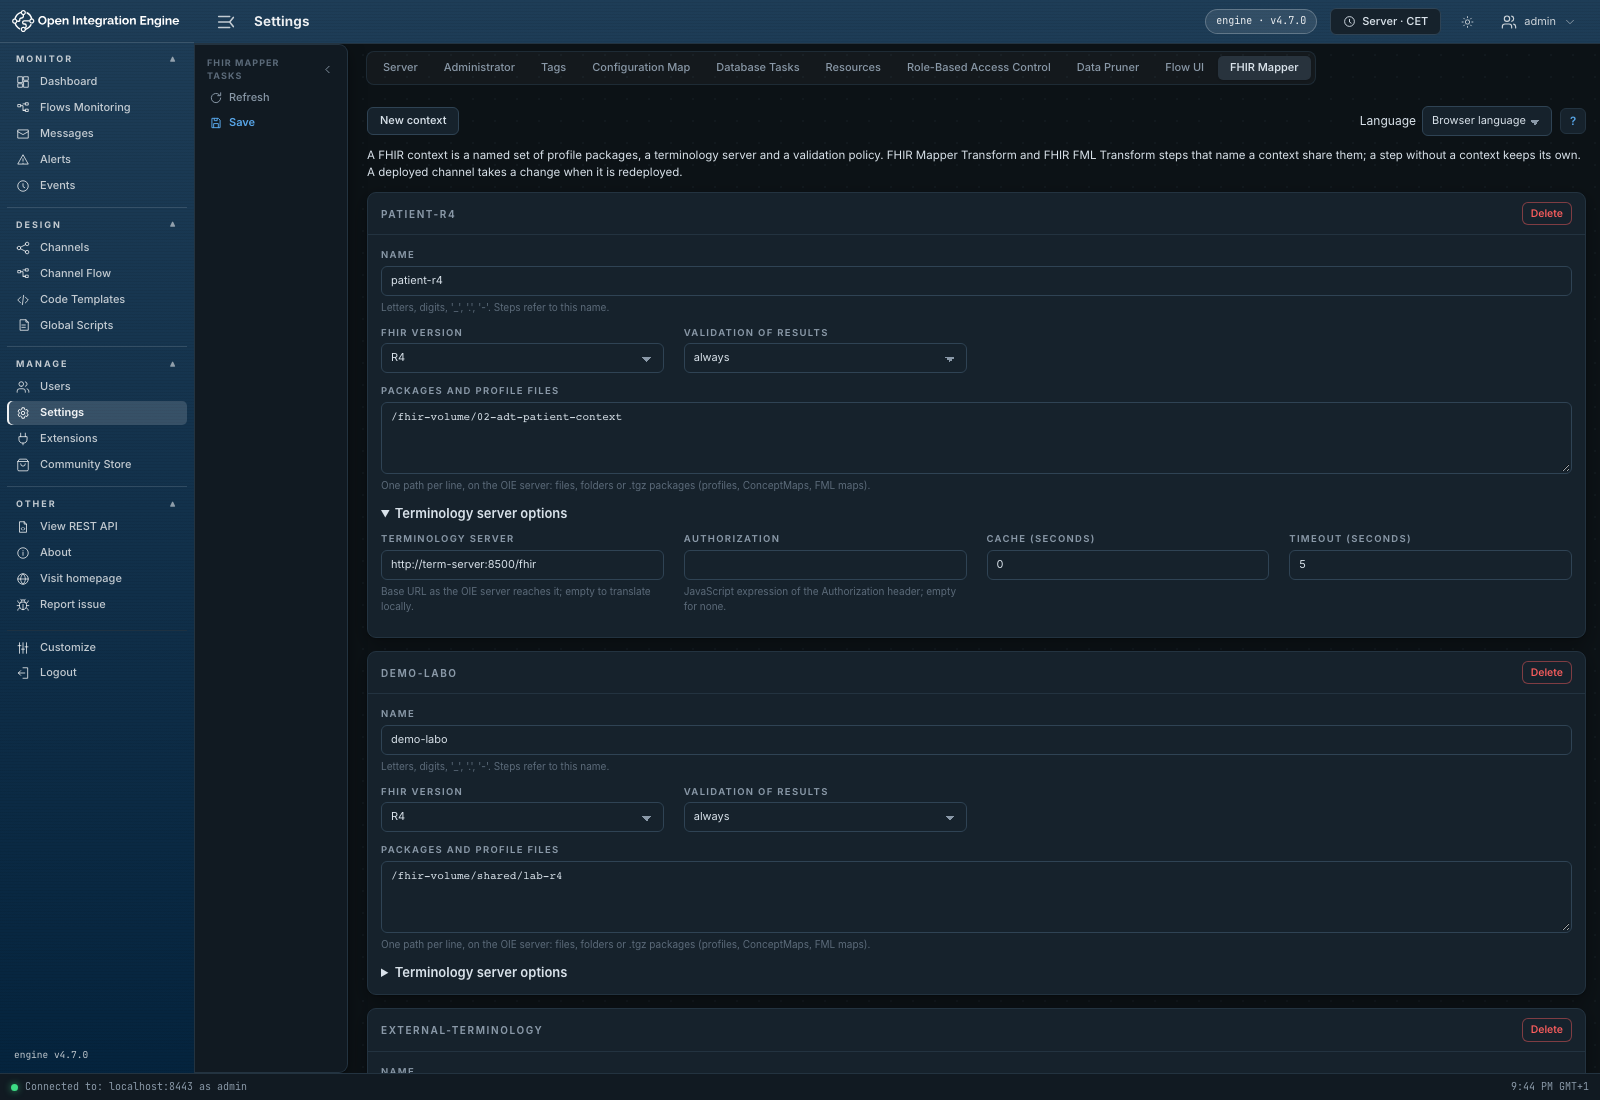 Open Integration Engine
Settings
engine · v4.7.0
Server · CET
admin
MONITOR
Dashboard
Flows Monitoring
Messages
Alerts
Events
DESIGN
Channels
Channel Flow
Code Templates
Global Scripts
MANAGE
Users
Settings
Extensions
Community Store
OTHER
View REST API
About
Visit homepage
Report issue
Customize
Logout
engine v4.7.0
FHIR MAPPER
TASKS
Refresh
Save
Server
Administrator
Tags
Configuration Map
Database Tasks
Resources
Role-Based Access Control
Data Pruner
Flow UI
FHIR Mapper
New context
Language
Browser language
?
A FHIR context is a named set of profile packages, a terminology server and a validation policy. FHIR Mapper Transform and FHIR FML Transform steps that name a context share them; a step without a context keeps its own.
A deployed channel takes a change when it is redeployed.
PATIENT-R4
Delete
NAME
patient-r4
Letters, digits, '_', '.', '-'. Steps refer to this name.
FHIR VERSION
VALIDATION OF RESULTS
R4
always
PACKAGES AND PROFILE FILES
/fhir-volume/02-adt-patient-context
One path per line, on the OIE server: files, folders or .tgz packages (profiles, ConceptMaps, FML maps).
Terminology server options
TERMINOLOGY SERVER
AUTHORIZATION
CACHE (SECONDS)
TIMEOUT (SECONDS)
http://term-server:8500/fhir
0
5
Base URL as the OIE server reaches it; empty to translate
locally.
JavaScript expression of the Authorization header; empty
for none.
DEMO-LABO
Delete
NAME
demo-labo
Letters, digits, '_', '.', '-'. Steps refer to this name.
FHIR VERSION
VALIDATION OF RESULTS
R4
always
PACKAGES AND PROFILE FILES
/fhir-volume/shared/lab-r4
One path per line, on the OIE server: files, folders or .tgz packages (profiles, ConceptMaps, FML maps).
Terminology server options
EXTERNAL-TERMINOLOGY
Delete
NAME
Connected to: localhost:8443 as admin
9:44 PM GMT+1